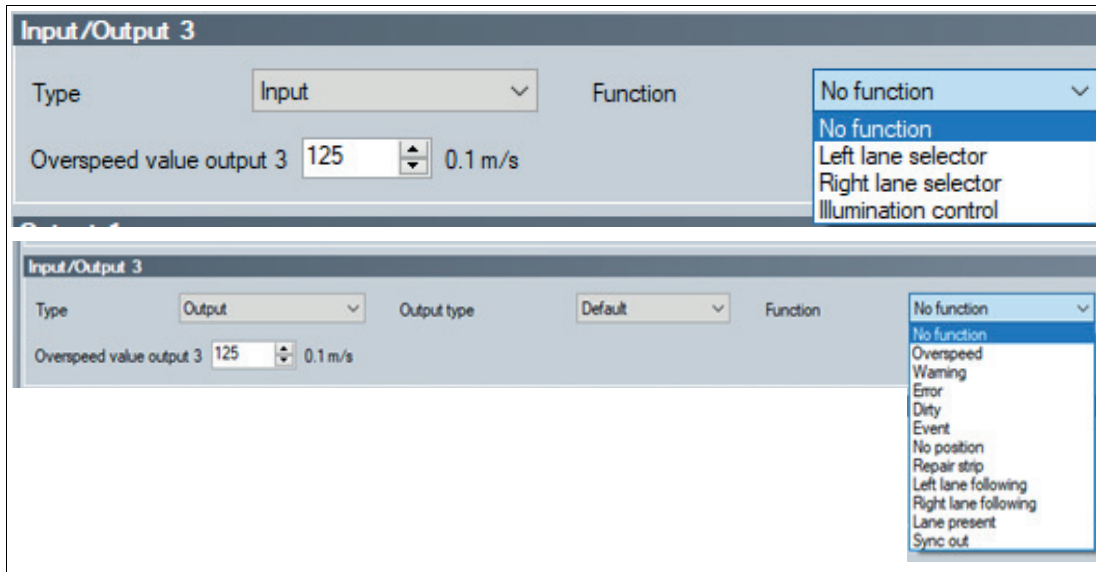 Input/Output 3
Type Input Function No function
No function
Overspeed value output 3 125 0.1 m/s
Left lane selector
Right lane selector
Illumination control
Input/Output 3
Type Output Output type Default Function No function
No function
Overspeed value output 3 125 0.1 m/s
Overspeed
Warning
Error
Dirty
Event
No position
Repair strip
Left lane following
Right lane following
Lane present
Sync out